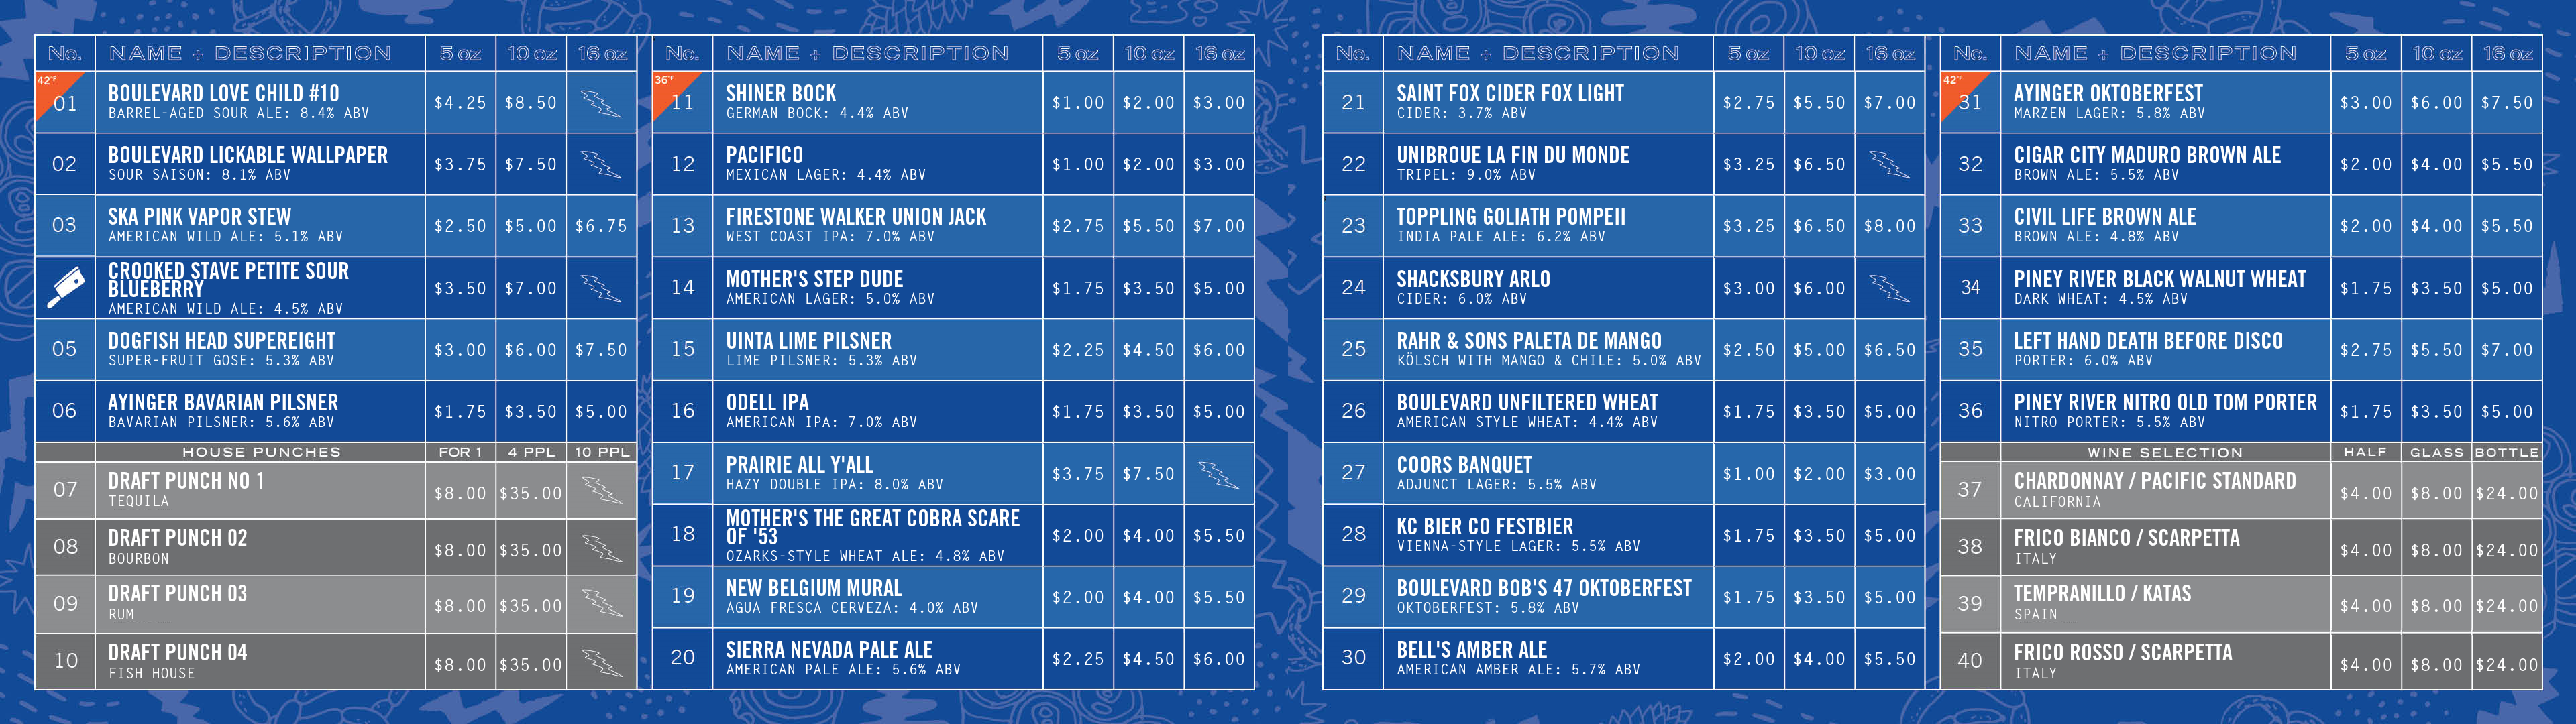 No. NAME + DESCRIPTION 5 oz 10 oz 16 oz
42°F
01 BOULEVARD LOVE CHILD #10 $4.25 $8.50
BARREL-AGED SOUR ALE: 8.4% ABV
02 BOULEVARD LICKABLE WALLPAPER $3.75 $7.50
SOUR SAISON: 8.1% ABV
03 SKA PINK VAPOR STEW $2.50 $5.00 $6.75
AMERICAN WILD ALE: 5.1% ABV
CROOKED STAVE PETITE SOUR
BLUEBERRY $3.50 $7.00
AMERICAN WILD ALE: 4.5% ABV
05 DOGFISH HEAD SUPEREIGHT $3.00 $6.00 $7.50
SUPER-FRUIT GOSE: 5.3% ABV
06 AYINGER BAVARIAN PILSNER $1.75 $3.50 $5.00
BAVARIAN PILSNER: 5.6% ABV
HOUSE PUNCHES FOR 1 4 PPL 10 PPL
07 DRAFT PUNCH NO 1 $8.00 $35.00
TEQUILA
08 DRAFT PUNCH 02 $8.00 $35.00
BOURBON
09 DRAFT PUNCH 03 $8.00 $35.00
RUM
10 DRAFT PUNCH 04 $8.00 $35.00
FISH HOUSE
No. NAME + DESCRIPTION 5 oz 10 oz 16 oz
36°F
11 SHINER BOCK $1.00 $2.00 $3.00
GERMAN BOCK: 4.4% ABV
12 PACIFICO $1.00 $2.00 $3.00
MEXICAN LAGER: 4.4% ABV
13 FIRESTONE WALKER UNION JACK $2.75 $5.50 $7.00
WEST COAST IPA: 7.0% ABV
14 MOTHER'S STEP DUDE $1.75 $3.50 $5.00
AMERICAN LAGER: 5.0% ABV
15 UINTA LIME PILSNER $2.25 $4.50 $6.00
LIME PILSNER: 5.3% ABV
16 ODELL IPA $1.75 $3.50 $5.00
AMERICAN IPA: 7.0% ABV
17 PRAIRIE ALL Y'ALL $3.75 $7.50
HAZY DOUBLE IPA: 8.0% ABV
MOTHER'S THE GREAT COBRA SCARE
18 OF '53 $2.00 $4.00 $5.50
OZARKS-STYLE WHEAT ALE: 4.8% ABV
19 NEW BELGIUM MURAL $2.00 $4.00 $5.50
AGUA FRESCA CERVEZA: 4.0% ABV
20 SIERRA NEVADA PALE ALE $2.25 $4.50 $6.00
AMERICAN PALE ALE: 5.6% ABV
No. NAME + DESCRIPTION 5 oz 10 oz 16 oz
21 SAINT FOX CIDER FOX LIGHT $2.75 $5.50 $7.00
CIDER: 3.7% ABV
22 UNIBROUE LA FIN DU MONDE $3.25 $6.50
TRIPEL: 9.0% ABV
23 TOPPLING GOLIATH POMPEII $3.25 $6.50 $8.00
INDIA PALE ALE: 6.2% ABV
24 SHACKSBURY ARLO $3.00 $6.00
CIDER: 6.0% ABV
25 RAHR & SONS PALETA DE MANGO $2.50 $5.00 $6.50
KÖLSCH WITH MANGO & CHILE: 5.0% ABV
26 BOULEVARD UNFILTERED WHEAT $1.75 $3.50 $5.00
AMERICAN STYLE WHEAT: 4.4% ABV
27 COORS BANQUET $1.00 $2.00 $3.00
ADJUNCT LAGER: 5.5% ABV
28 KC BIER CO FESTBIER $1.75 $3.50 $5.00
VIENNA-STYLE LAGER: 5.5% ABV
29 BOULEVARD BOB'S 47 OKTOBERFEST $1.75 $3.50 $5.00
OKTOBERFEST: 5.8% ABV
30 BELL'S AMBER ALE $2.00 $4.00 $5.50
AMERICAN AMBER ALE: 5.7% ABV
No. NAME + DESCRIPTION 5 oz 10 oz 16 oz
42°F
31 AYINGER OKTOBERFEST $3.00 $6.00 $7.50
MARZEN LAGER: 5.8% ABV
32 CIGAR CITY MADURO BROWN ALE $2.00 $4.00 $5.50
BROWN ALE: 5.5% ABV
33 CIVIL LIFE BROWN ALE $2.00 $4.00 $5.50
BROWN ALE: 4.8% ABV
34 PINEY RIVER BLACK WALNUT WHEAT $1.75 $3.50 $5.00
DARK WHEAT: 4.5% ABV
35 LEFT HAND DEATH BEFORE DISCO $2.75 $5.50 $7.00
PORTER: 6.0% ABV
36 PINEY RIVER NITRO OLD TOM PORTER $1.75 $3.50 $5.00
NITRO PORTER: 5.5% ABV
WINE SELECTION HALF GLASS BOTTLE
37 CHARDONNAY / PACIFIC STANDARD $4.00 $8.00 $24.00
CALIFORNIA
38 FRICO BIANCO / SCARPETTA $4.00 $8.00 $24.00
ITALY
39 TEMPRANILLO / KATAS $4.00 $8.00 $24.00
SPAIN
40 FRICO ROSSO / SCARPETTA $4.00 $8.00 $24.00
ITALY